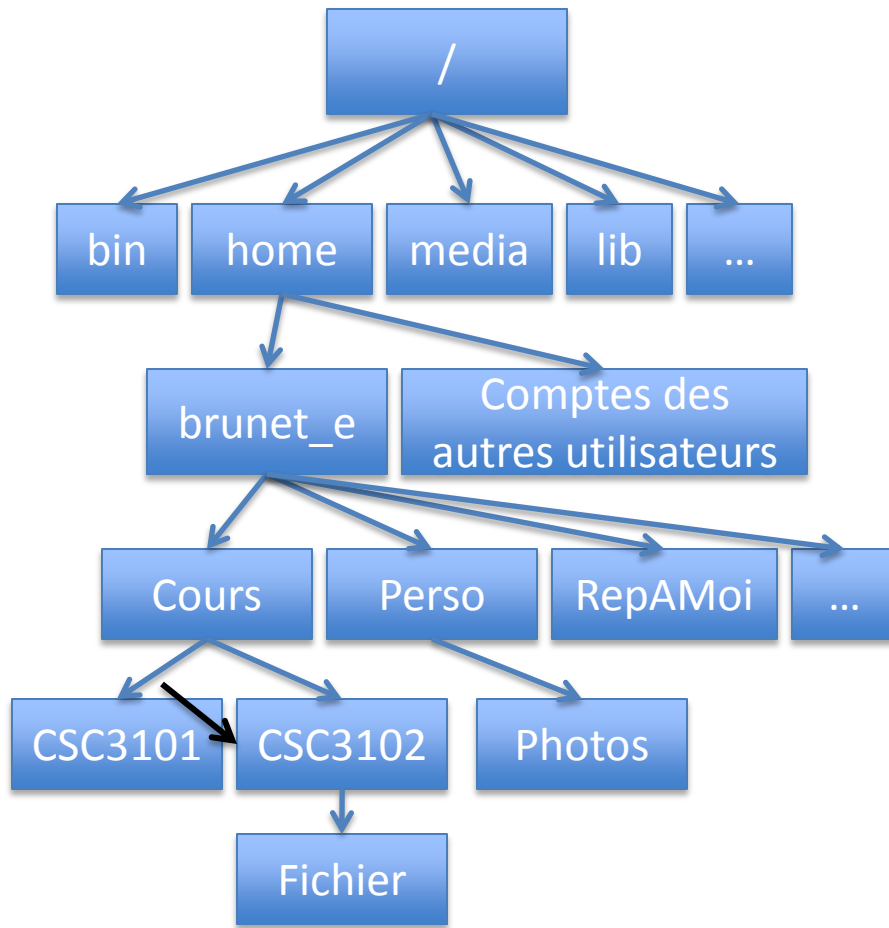 /
bin
home
media
lib
...
brunet_e
Comptes des
autres utilisateurs
Cours
Perso
RepAMoi
...
CSC3101
CSC3102
Photos
Fichier